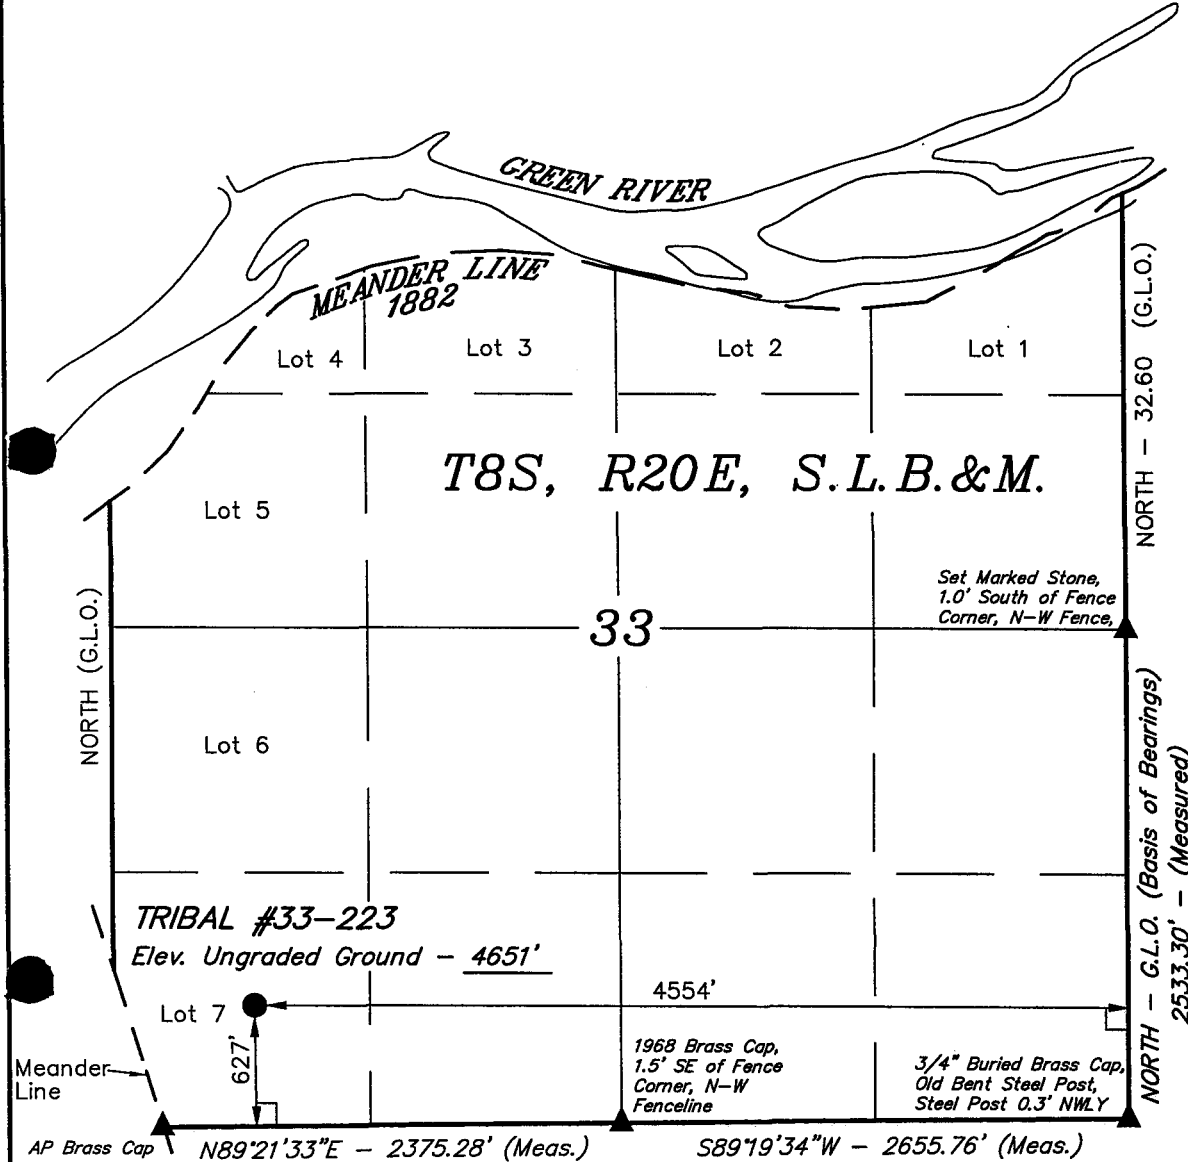 GREEN RIVER
MEANDER LINE
1882
Lot 4
Lot 3
Lot 2
Lot 1
NORTH - 32.60 (G.L.O.)
T8S, R20E, S.L.B.&M.
Lot 5
Set Marked Stone,
1.0' South of Fence
Corner, N-W Fence,
33
NORTH (G.L.O.)
Lot 6
NORTH - G.L.O. (Basis of Bearings)
2533.30' - (Measured)
TRIBAL #33-223
Elev. Ungraded Ground - 4651'
4554'
Lot 7
627'
Meander
Line
1968 Brass Cap,
1.5' SE of Fence
Corner, N-W
Fenceline
3/4" Buried Brass Cap,
Old Bent Steel Post,
Steel Post 0.3' NWLY
AP Brass Cap
N89°21'33"E - 2375.28' (Meas.)
S89°19'34"W - 2655.76' (Meas.)